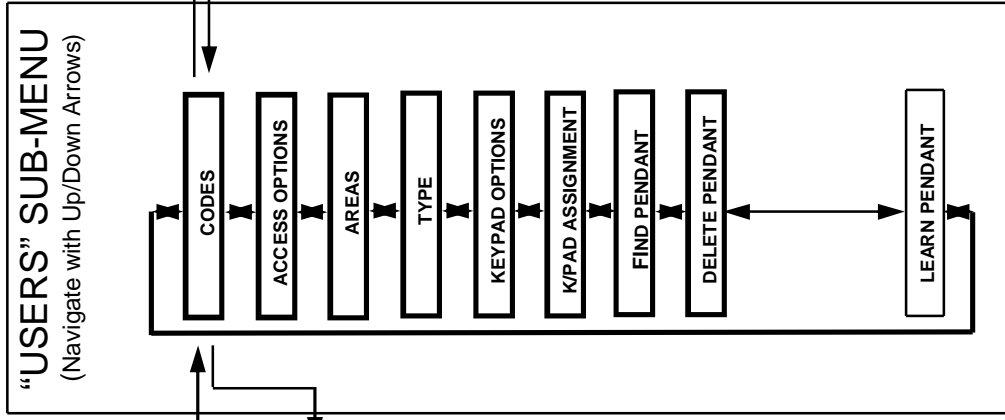 “USERS” SUB-MENU
(Navigate with Up/Down Arrows)
CODES
ACCESS OPTIONS
AREAS
TYPE
KEYPAD OPTIONS
K/PAD ASSIGNMENT
FIND PENDANT
DELETE PENDANT
LEARN PENDANT